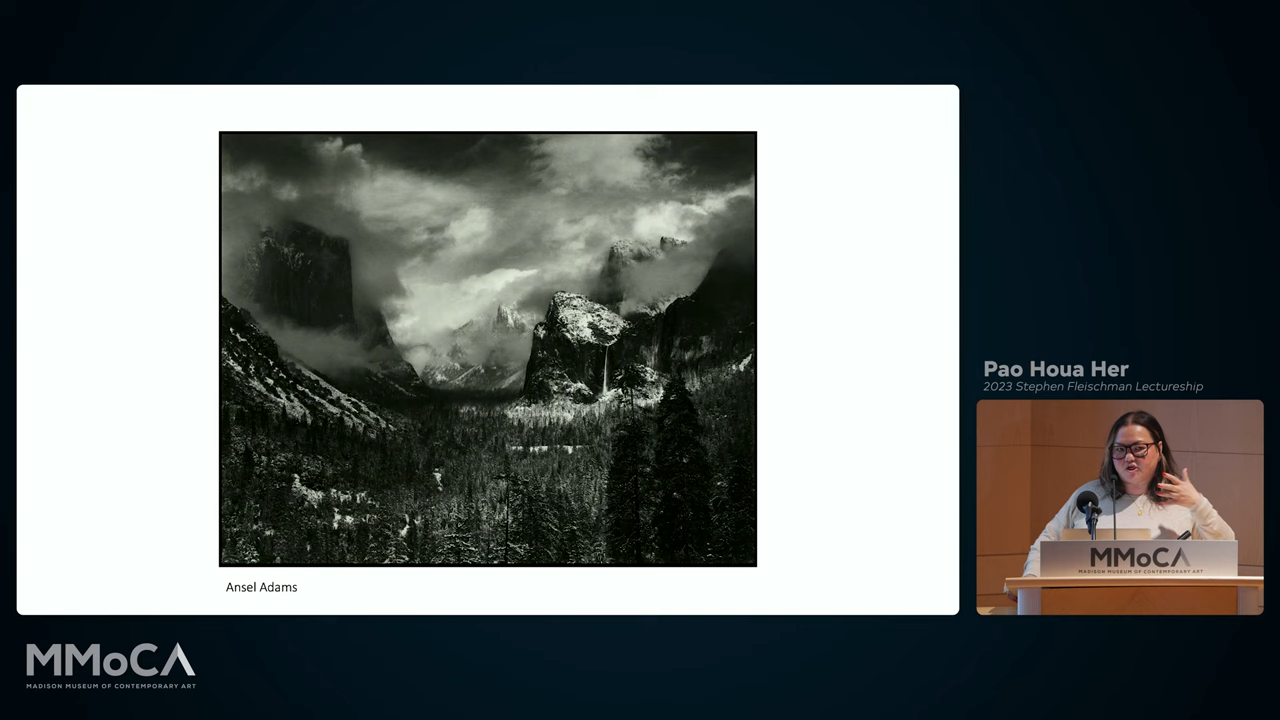 Ansel Adams
Pao Houa Her
2023 Stephen Fleischman Lectureship
MMoCA
MADISON MUSEUM OF CONTEMPORARY ART
MMoCA
MADISON MUSEUM OF CONTEMPORARY ART